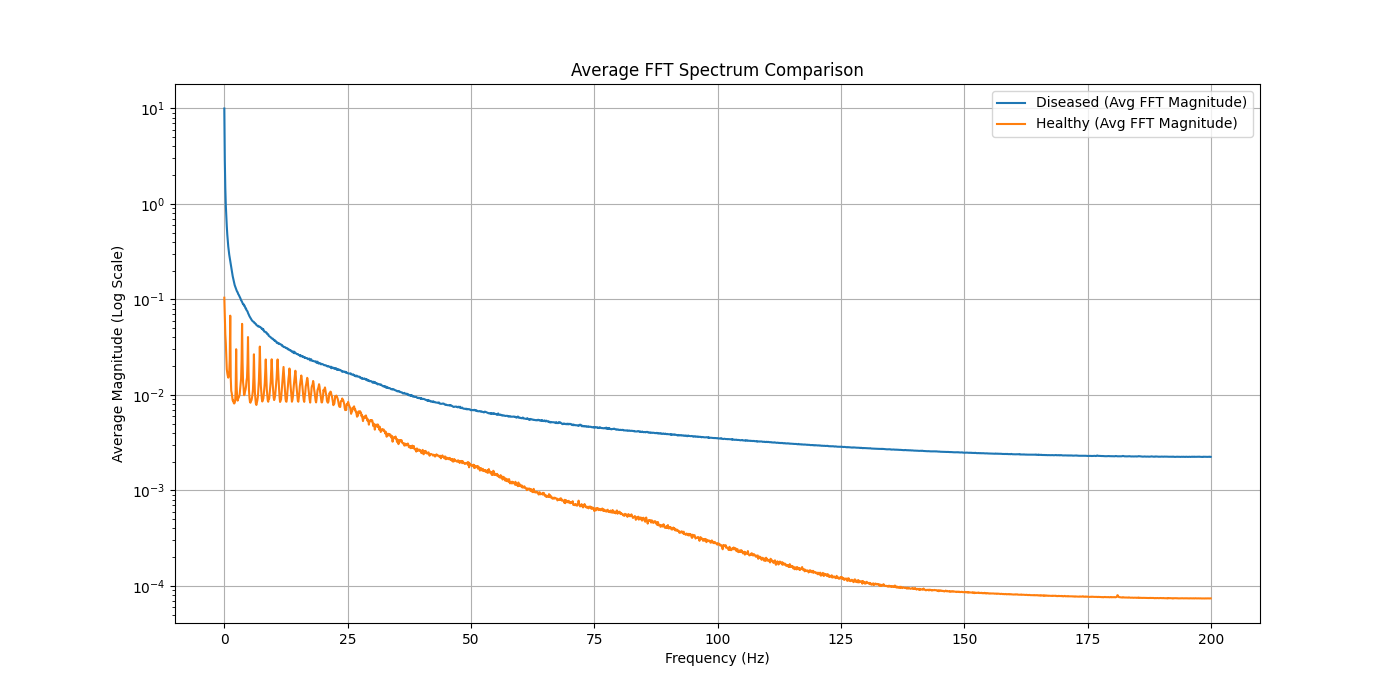 Average FFT Spectrum Comparison
Diseased (Avg FFT Magnitude)
Healthy (Avg FFT Magnitude)
Average Magnitude (Log Scale)
10¹
10⁰
10⁻¹
10⁻²
10⁻³
10⁻⁴
0 25 50 75 100 125 150 175 200
Frequency (Hz)